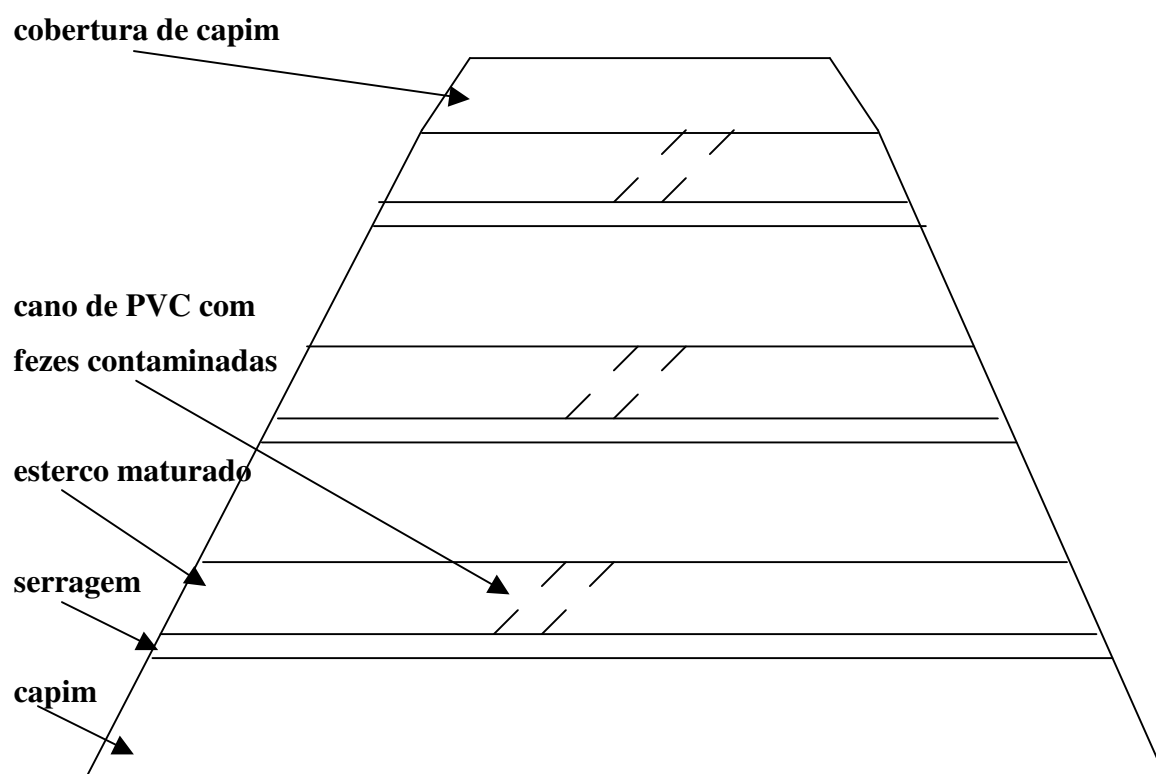 cobertura de capim
cano de PVC com
fezes contaminadas
esterco maturado
serragem
capim